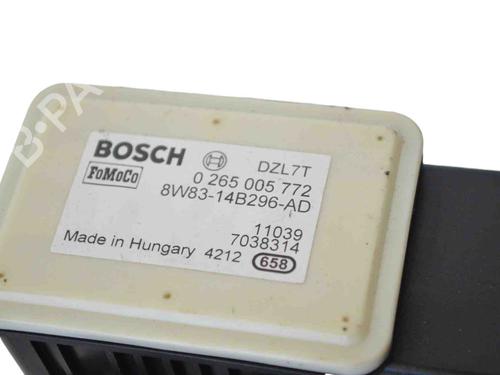 B-PA
BOSCH DZL7T
FoMoCo 0 265 005 772
8W83-14B296-AD
11039
7038314
Made in Hungary 4212 658